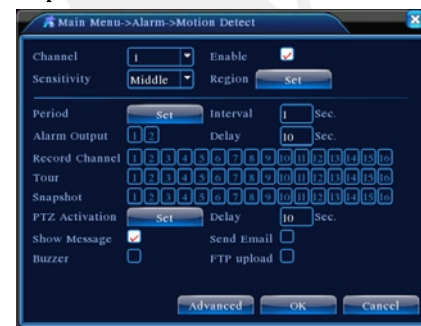 Main Menu->Alarm->Motion Detect
Channel 1 Enable
Sensitivity Middle Region Set
Period Set Interval 1 Sec.
Alarm Output 1 2 Delay 10 Sec.
Record Channel 1 2 3 4 5 6 7 8 9 10 11 12 13 14 15 16
Tour 1 2 3 4 5 6 7 8 9 10 11 12 13 14 15 16
Snapshot 1 2 3 4 5 6 7 8 9 10 11 12 13 14 15 16
PTZ Activation Set Delay 10 Sec.
Show Message Send Email
Buzzer FTP upload
Advanced OK Cancel